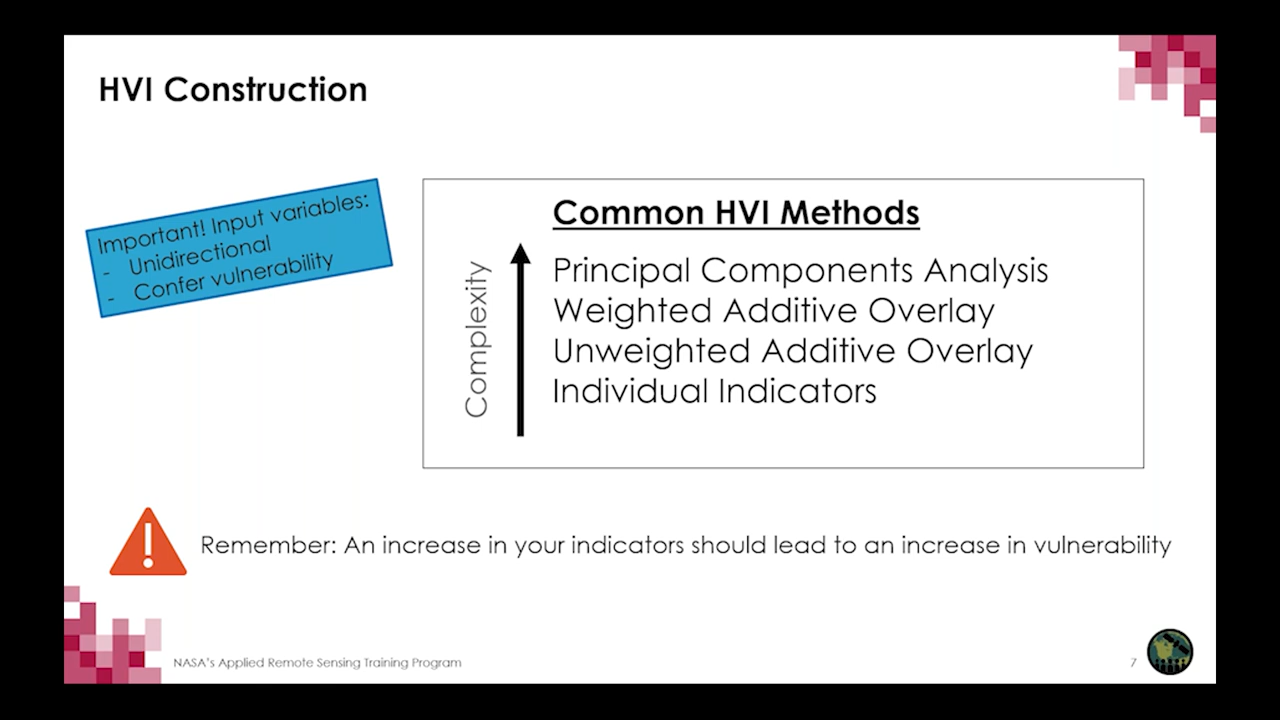 HVI Construction
Important! Input variables:
- Unidirectional
- Confer vulnerability
Common HVI Methods
Complexity
Principal Components Analysis
Weighted Additive Overlay
Unweighted Additive Overlay
Individual Indicators
Remember: An increase in your indicators should lead to an increase in vulnerability
NASA's Applied Remote Sensing Training Program
7